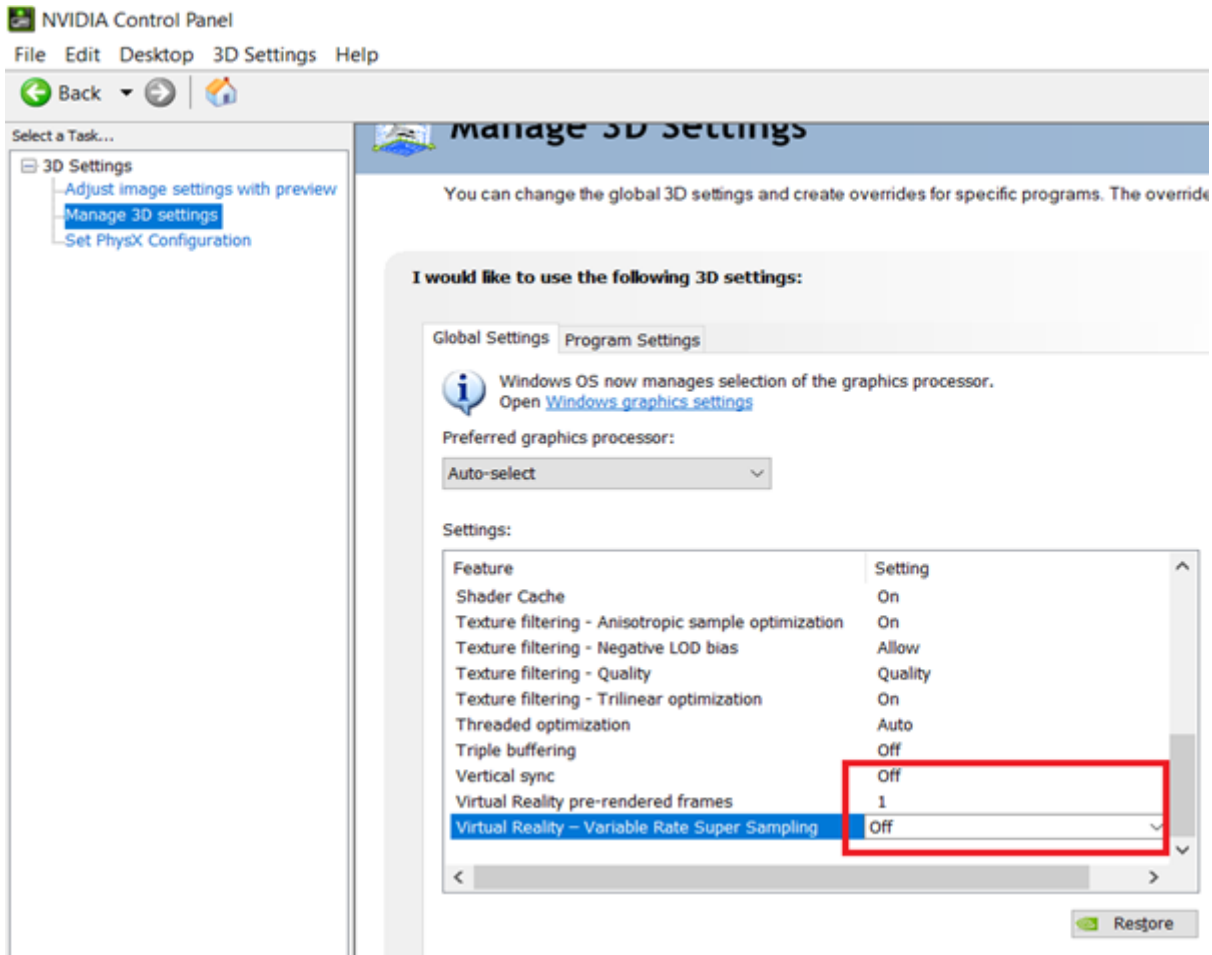 NVIDIA Control Panel
File Edit Desktop 3D Settings Help
Back
Select a Task...
3D Settings
Adjust image settings with preview
Manage 3D settings
Set PhysX Configuration
Manage 3D Settings
You can change the global 3D settings and create overrides for specific programs. The override
I would like to use the following 3D settings:
Global Settings Program Settings
Windows OS now manages selection of the graphics processor.
Open Windows graphics settings
Preferred graphics processor:
Auto-select
Settings:
Feature Setting
Shader Cache On
Texture filtering - Anisotropic sample optimization On
Texture filtering - Negative LOD bias Allow
Texture filtering - Quality Quality
Texture filtering - Trilinear optimization On
Threaded optimization Auto
Triple buffering Off
Vertical sync Off
Virtual Reality pre-rendered frames 1
Virtual Reality – Variable Rate Super Sampling Off
Restore